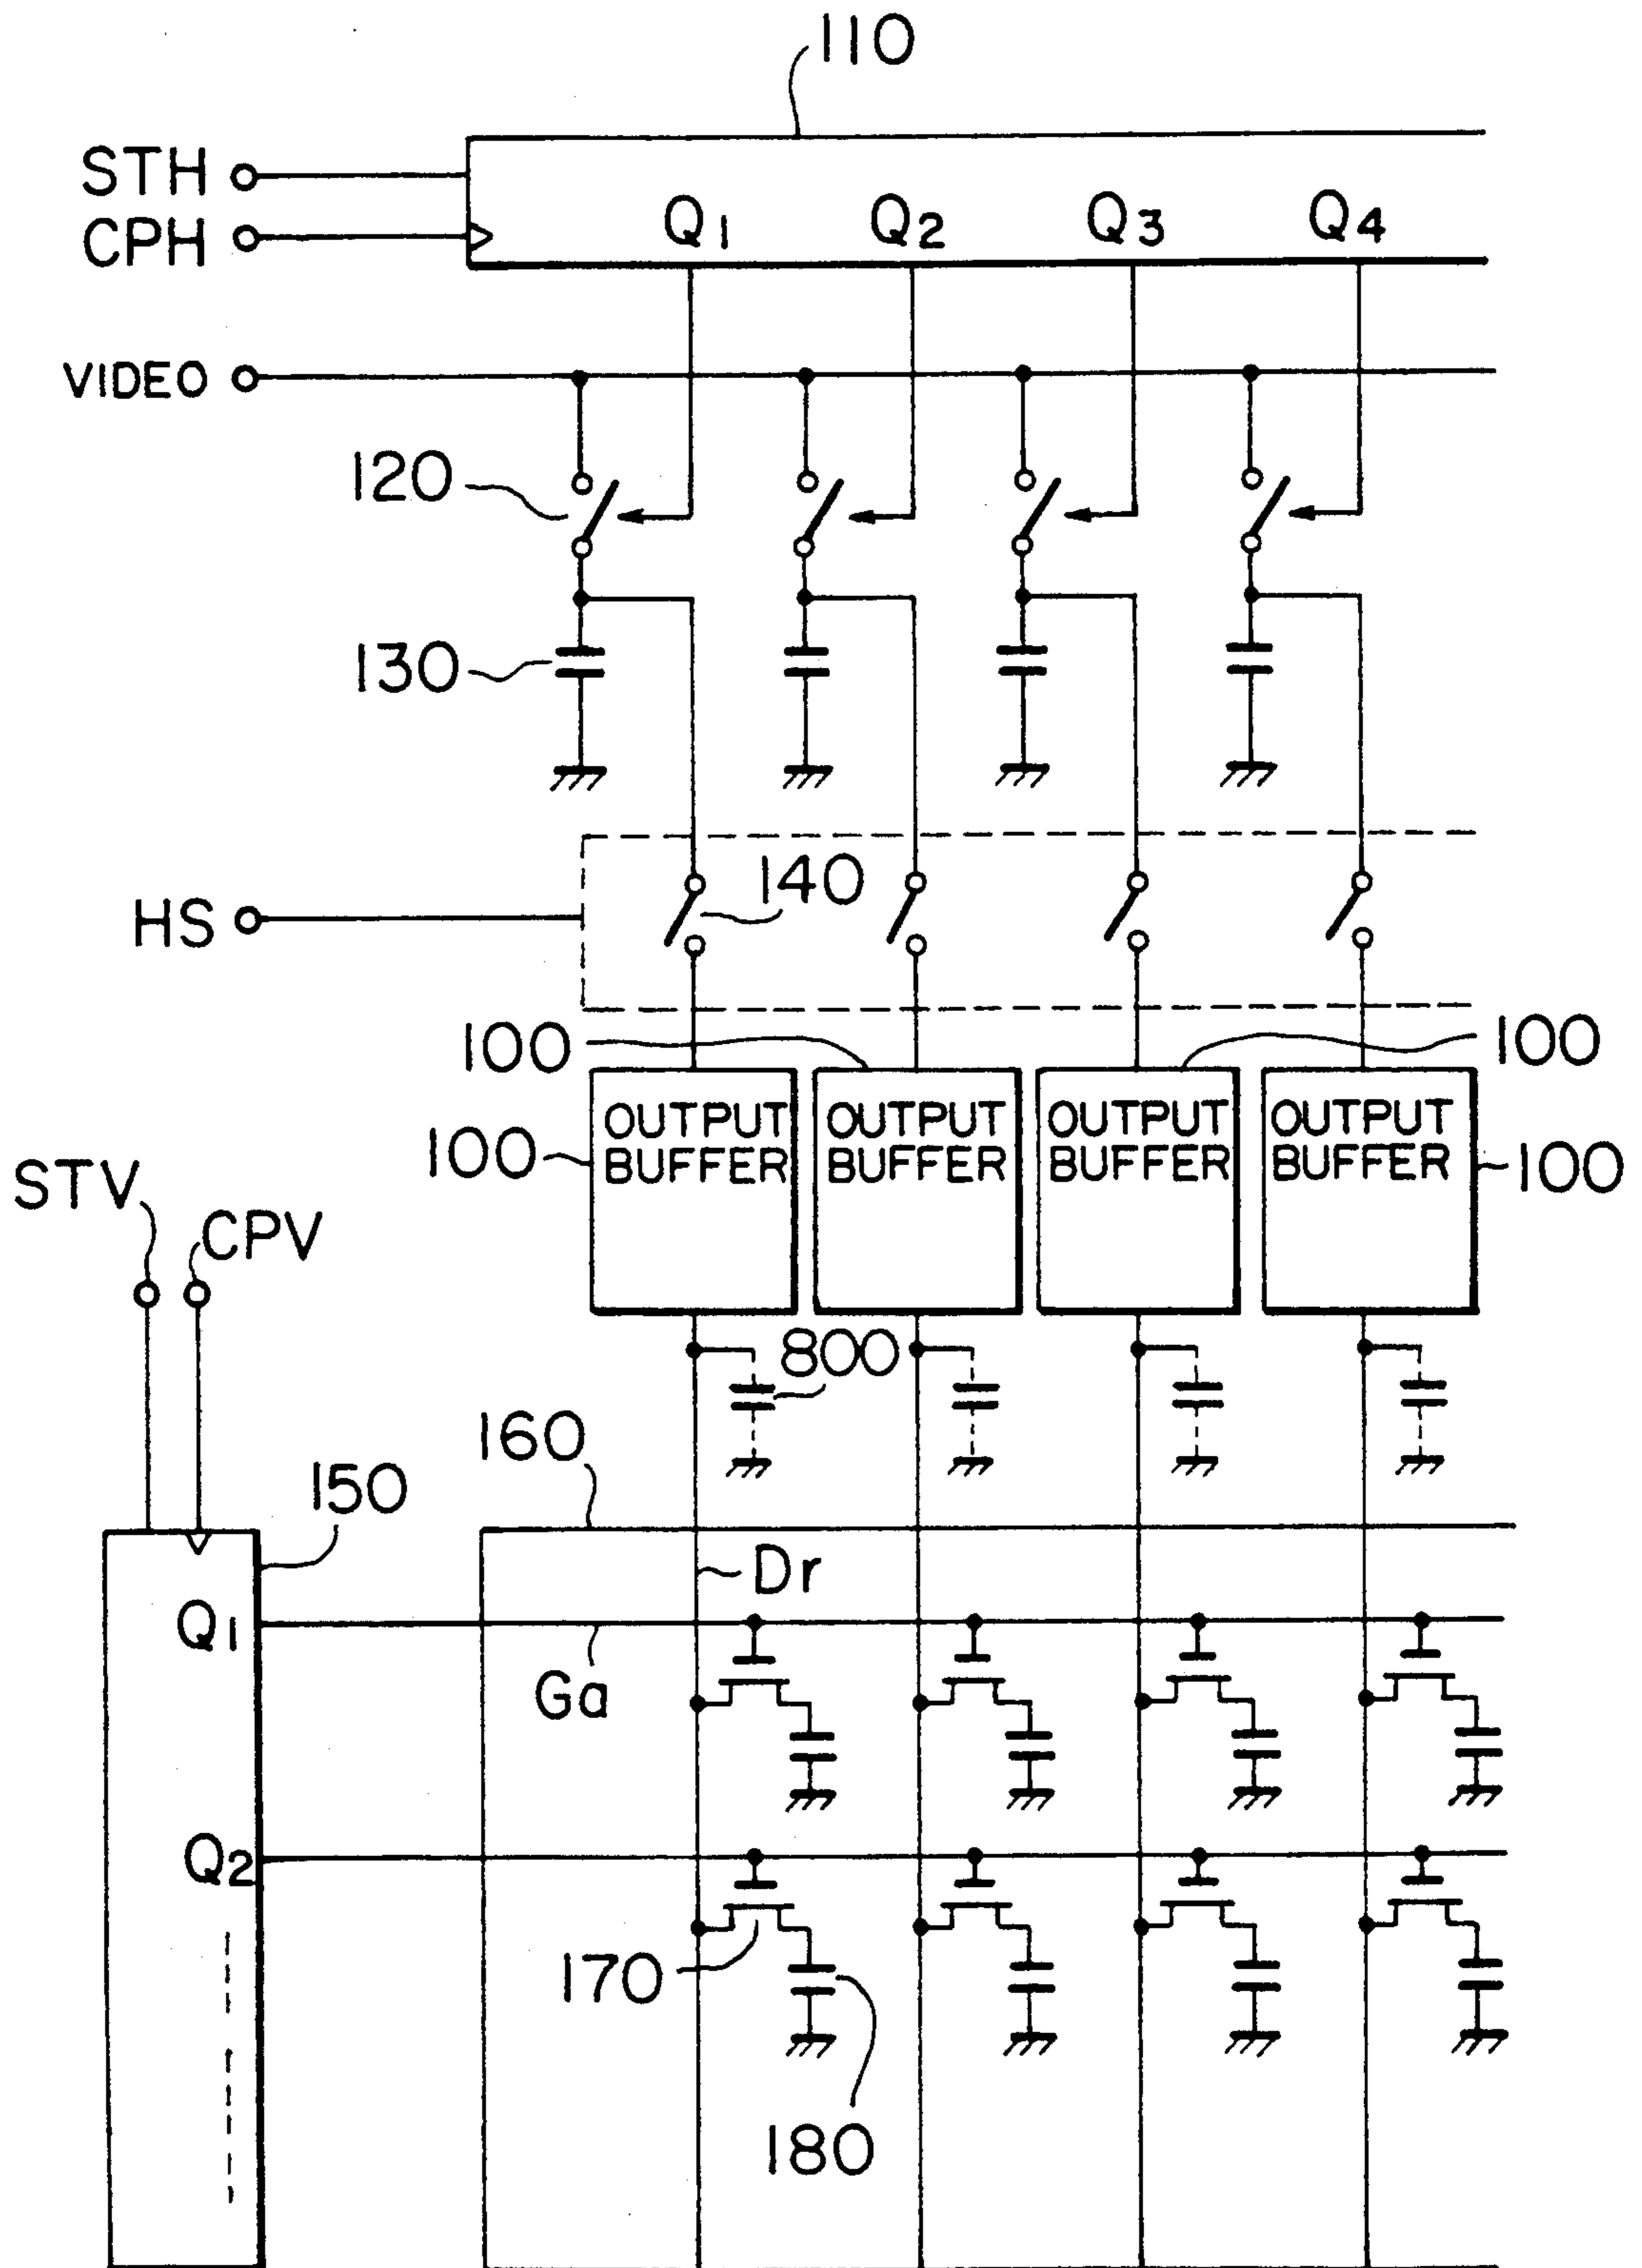 110
STH
CPH
Q1 Q2 Q3 Q4
VIDEO
120
130
140
HS
100 100
OUTPUT BUFFER
OUTPUT BUFFER
OUTPUT BUFFER
OUTPUT BUFFER
100 100
STV
CPV
800
160
150
Dr
Q1
Ga
Q2
170
180